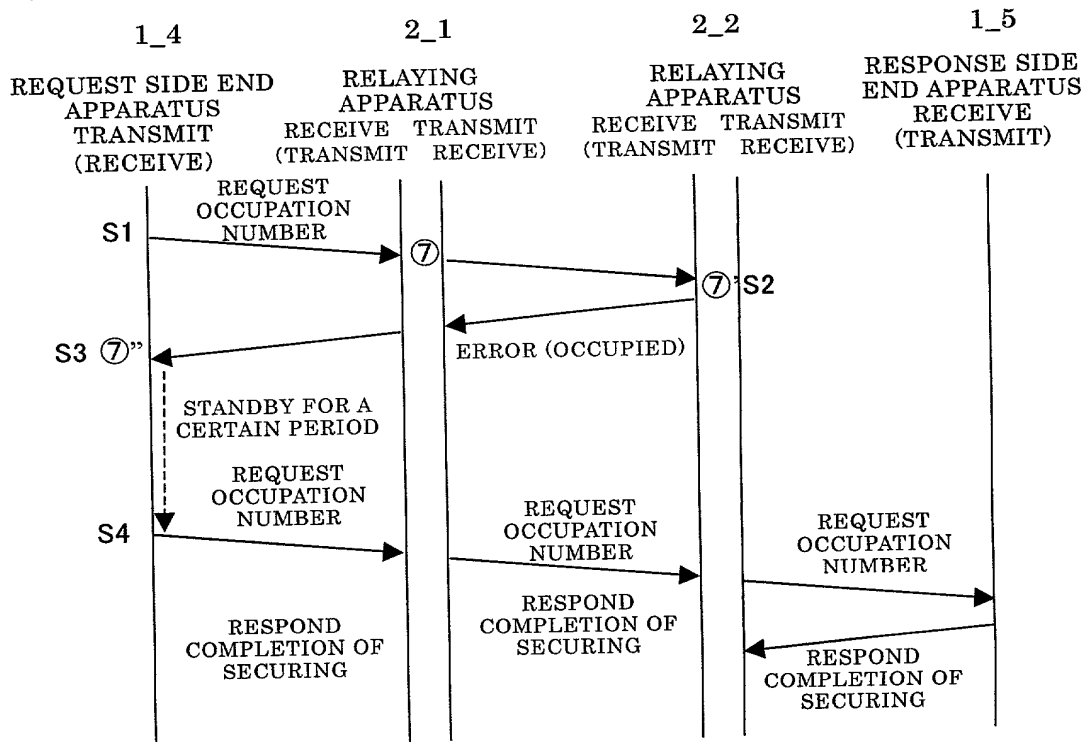 1_4
2_1
2_2
1_5
REQUEST SIDE END
APPARATUS
TRANSMIT
(RECEIVE)
RELAYING
APPARATUS
RECEIVE TRANSMIT
(TRANSMIT RECEIVE)
RELAYING
APPARATUS
RECEIVE TRANSMIT
(TRANSMIT RECEIVE)
RESPONSE SIDE
END APPARATUS
RECEIVE
(TRANSMIT)
REQUEST
OCCUPATION
NUMBER
S1
⑦
⑦' S2
ERROR (OCCUPIED)
S3 ⑦"
STANDBY FOR A
CERTAIN PERIOD
REQUEST
OCCUPATION
NUMBER
S4
REQUEST
OCCUPATION
NUMBER
REQUEST
OCCUPATION
NUMBER
RESPOND
COMPLETION OF
SECURING
RESPOND
COMPLETION OF
SECURING
RESPOND
COMPLETION OF
SECURING